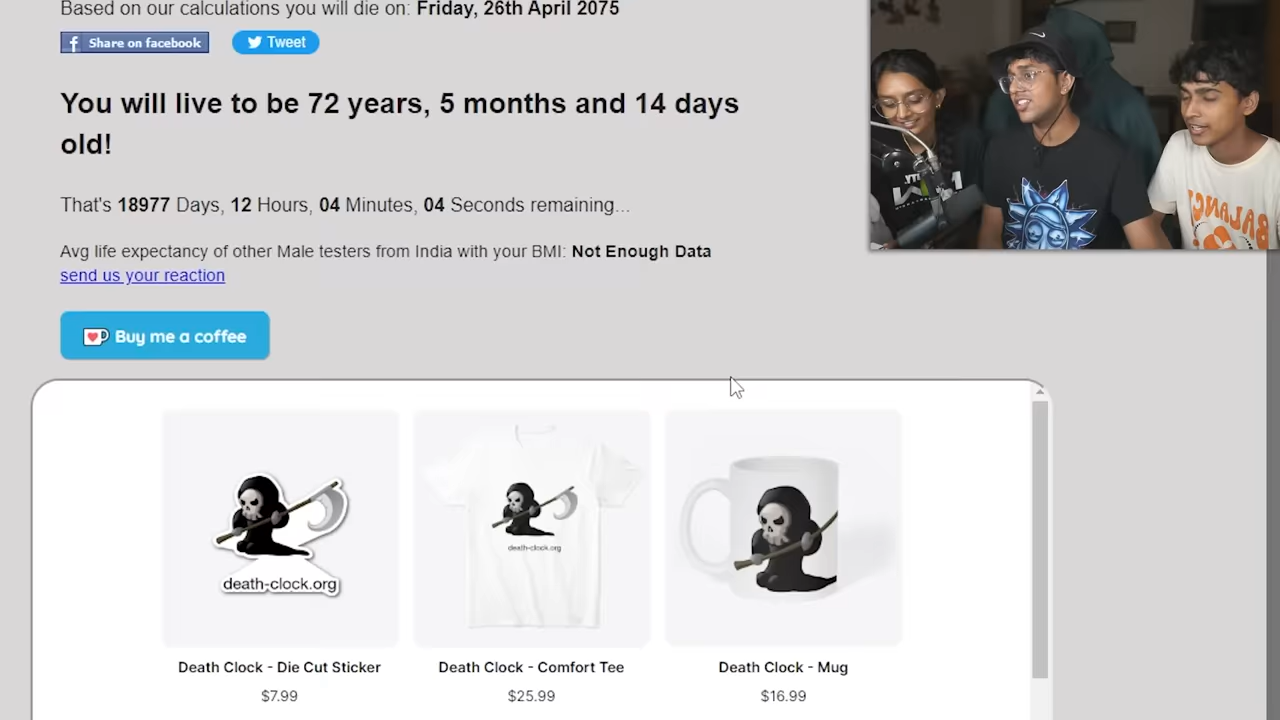 Based on our calculations you will die on: Friday, 26th April 2075
Share on facebook
Tweet
You will live to be 72 years, 5 months and 14 days
old!
That's 18977 Days, 12 Hours, 04 Minutes, 04 Seconds remaining...
Avg life expectancy of other Male testers from India with your BMI: Not Enough Data
send us your reaction
Buy me a coffee
death-clock.org
death-clock.org
Death Clock - Die Cut Sticker
Death Clock - Comfort Tee
Death Clock - Mug
$7.99
$25.99
$16.99